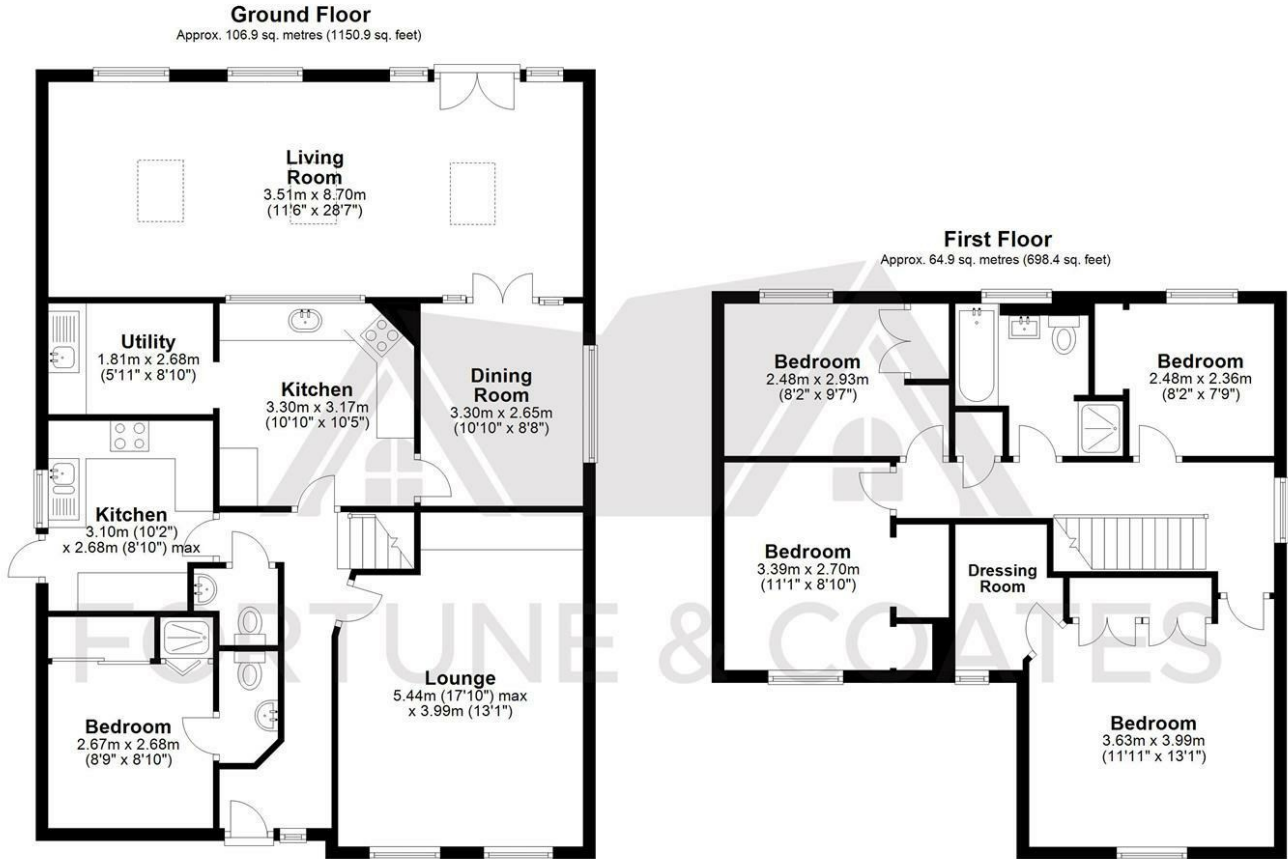 Ground Floor
Approx. 106.9 sq. metres (1150.9 sq. feet)
Living
Room
3.51m x 8.70m
(11'6" x 28'7")
Utility
1.81m x 2.68m
(5'11" x 8'10")
Kitchen
3.30m x 3.17m
(10'10" x 10'5")
Dining
Room
3.30m x 2.65m
(10'10" x 8'8")
Kitchen
3.10m (10'2")
x 2.68m (8'10") max
Bedroom
2.67m x 2.68m
(8'9" x 8'10")
Lounge
5.44m (17'10") max
x 3.99m (13'1")
First Floor
Approx. 64.9 sq. metres (698.4 sq. feet)
Bedroom
2.48m x 2.93m
(8'2" x 9'7")
Bedroom
2.48m x 2.36m
(8'2" x 7'9")
Bedroom
3.39m x 2.70m
(11'1" x 8'10")
Dressing
Room
Bedroom
3.63m x 3.99m
(11'11" x 13'1")
FORTUNE & COATES